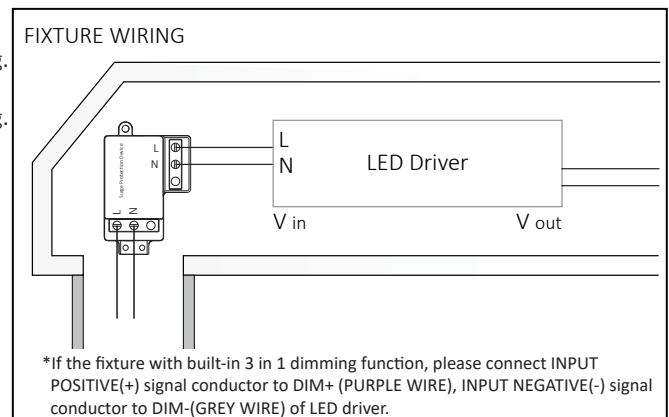 FIXTURE WIRING
g.
g.
L
N
Surge Protection Device
L N
L
N
LED Driver
V in
V out
*If the fixture with built-in 3 in 1 dimming function, please connect INPUT
POSITIVE(+) signal conductor to DIM+ (PURPLE WIRE), INPUT NEGATIVE(-) signal
conductor to DIM-(GREY WIRE) of LED driver.